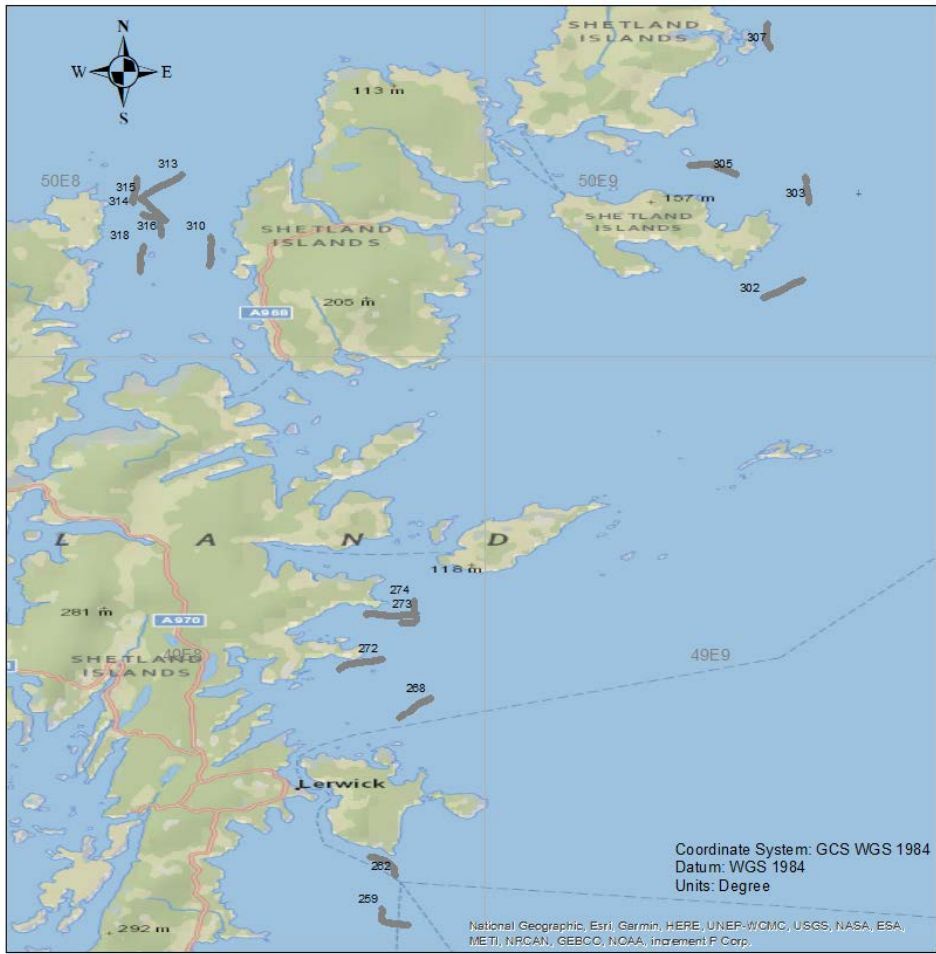 N
W E
S
SHETLAND
ISLANDS
307
113 m
313
50E8
315
314
305
50E9
303
157 m
316
310
318
SHETLAND
ISLANDS
SHETLAND
ISLANDS
302
205 m
A968
L A N D
118 m
274
273
281 m
A970
272
49E8
49E9
SHETLAND
ISLANDS
268
Lerwick
262
259
292 m
Coordinate System: GCS WGS 1984
Datum: WGS 1984
Units: Degree
National Geographic, Esri, Garmin, HERE, UNEP-WCMC, USGS, NASA, ESA,
METI, NRCAN, GEBCO, NOAA, increment P Corp.